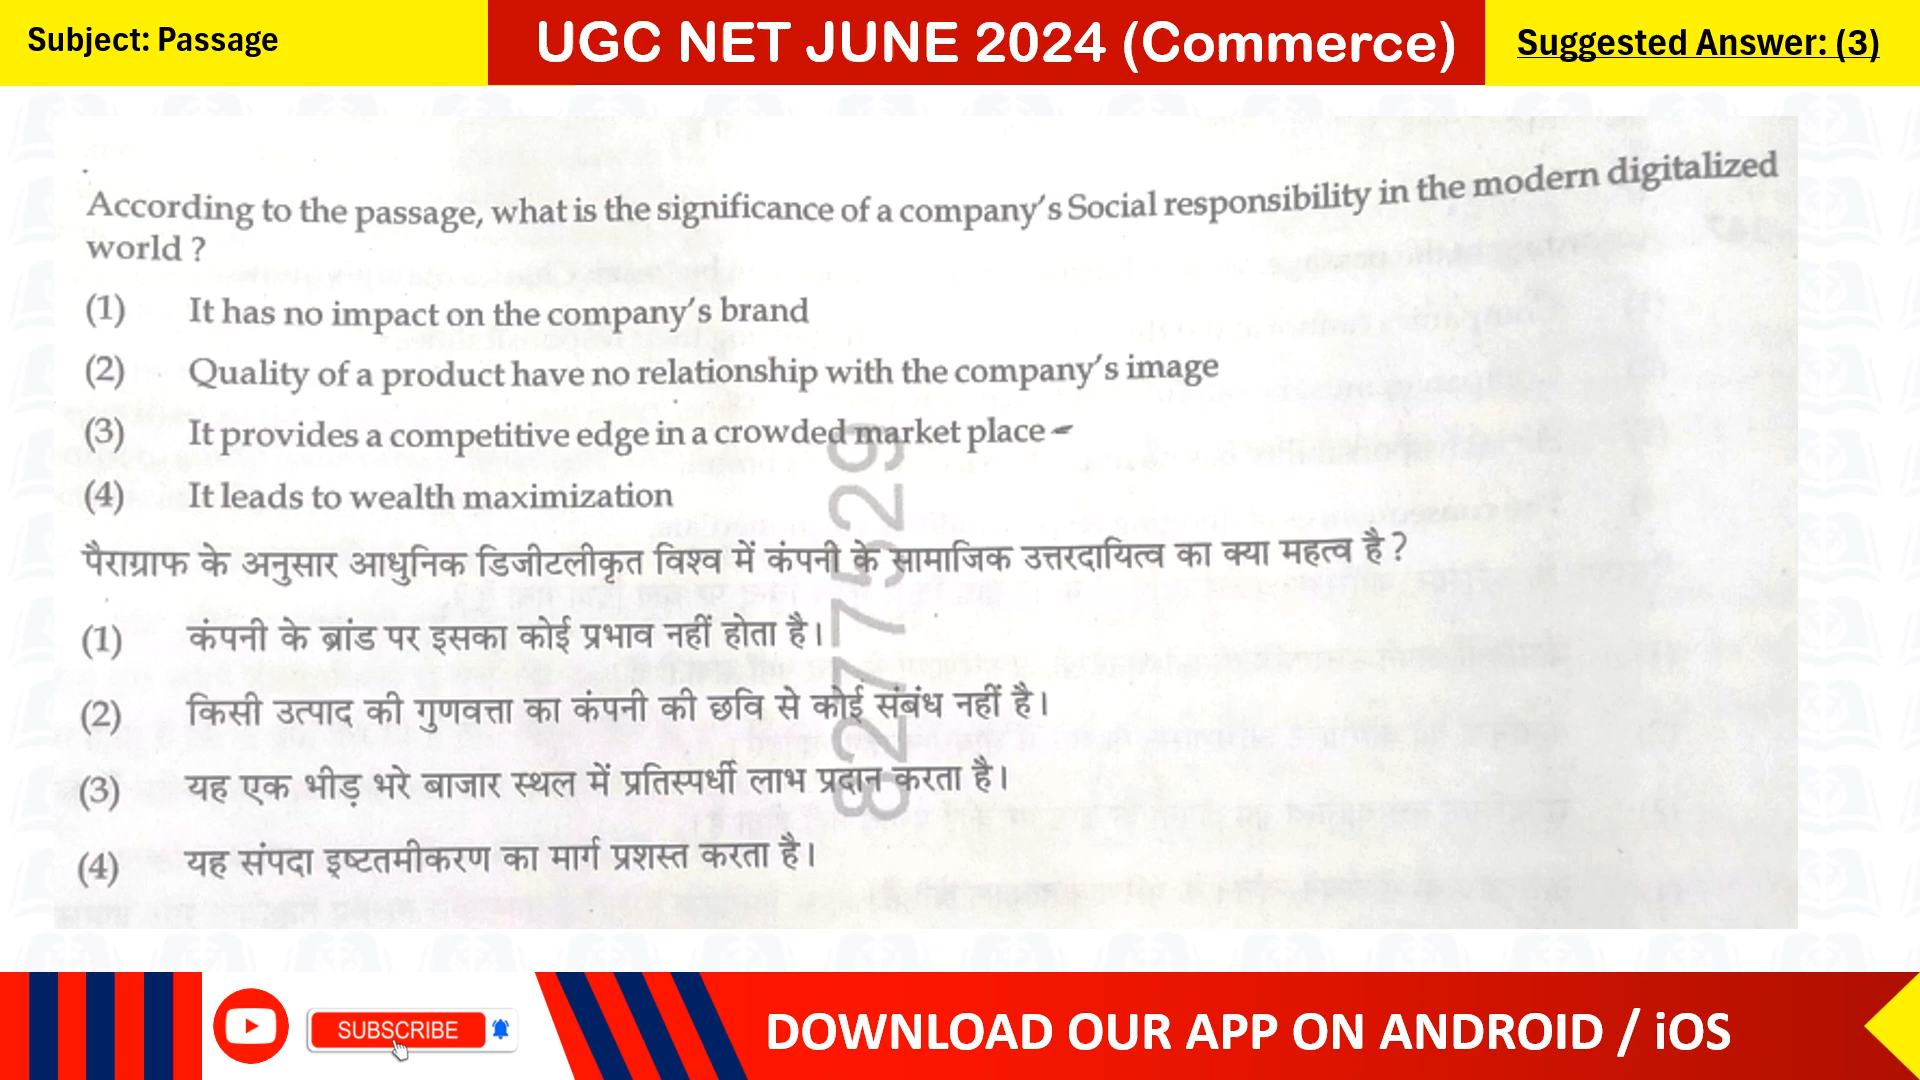 Subject: Passage
UGC NET JUNE 2024 (Commerce)
Suggested Answer: (3)
According to the passage, what is the significance of a company's Social responsibility in the modern digitalized
world ?
(1) It has no impact on the company's brand
(2) Quality of a product have no relationship with the company's image
(3) It provides a competitive edge in a crowded market place
(4) It leads to wealth maximization
पैराग्राफ के अनुसार आधुनिक डिजीटलीकृत विश्व में कंपनी के सामाजिक उत्तरदायित्व का क्या महत्व है ?
(1) कंपनी के ब्रांड पर इसका कोई प्रभाव नहीं होता है।
(2) किसी उत्पाद की गुणवत्ता का कंपनी की छवि से कोई संबंध नहीं है।
(3) यह एक भीड़ भरे बाजार स्थल में प्रतिस्पर्धी लाभ प्रदान करता है।
(4) यह संपदा इष्टतमीकरण का मार्ग प्रशस्त करता है।
82775529
SUBSCRIBE
DOWNLOAD OUR APP ON ANDROID / iOS